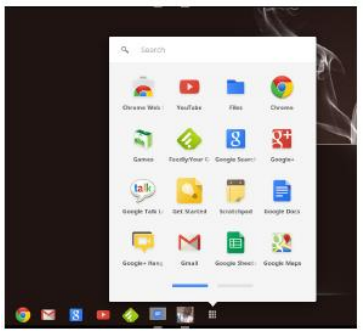 Search
Chrome Web
YouTube
Files
Chrome
Games
Feedly: Your
Google Search
Google+
talk
Google Talk L
Get Started
Scratchpad
Google Docs
Google+ Hang
Gmail
Google Sheet
Google Maps